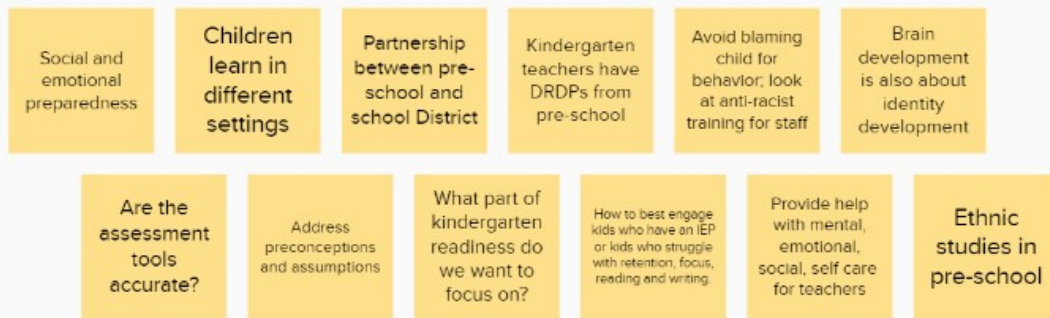 Social and
emotional
preparedness
Children
learn in
different
settings
Partnership
between pre-
school and
school District
Kindergarten
teachers have
DRDPs from
pre-school
Avoid blaming
child for
behavior; look
at anti-racist
training for staff
Brain
development
is also about
identity
development
Are the
assessment
tools
accurate?
Address
preconceptions
and assumptions
What part of
kindergarten
readiness do
we want to
focus on?
How to best engage
kids who have an IEP
or kids who struggle
with retention, focus,
reading and writing.
Provide help
with mental,
emotional,
social, self care
for teachers
Ethnic
studies in
pre-school